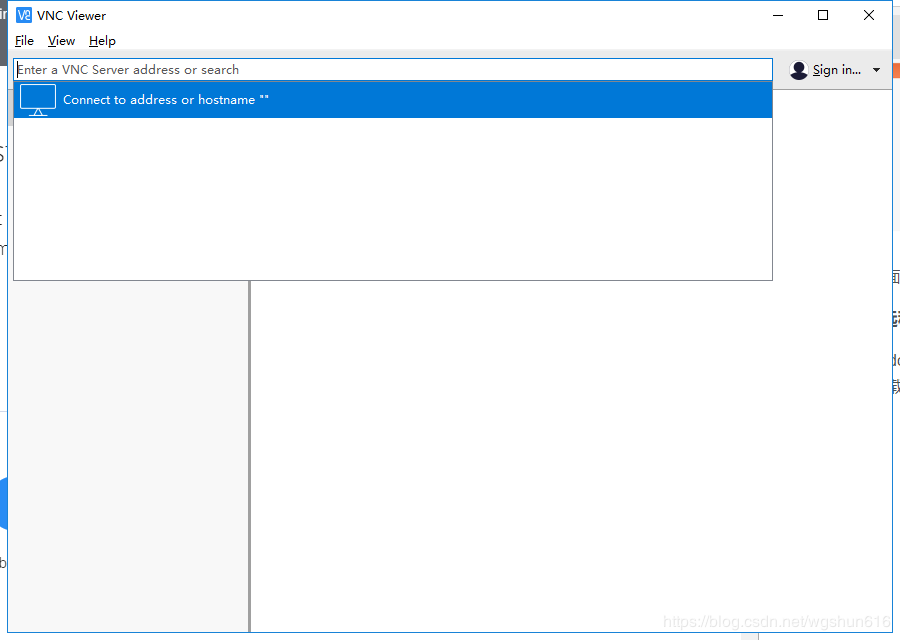 VNC Viewer
File View Help
Enter a VNC Server address or search
Sign in...
Connect to address or hostname ""
https://blog.csdn.net/wgshun616